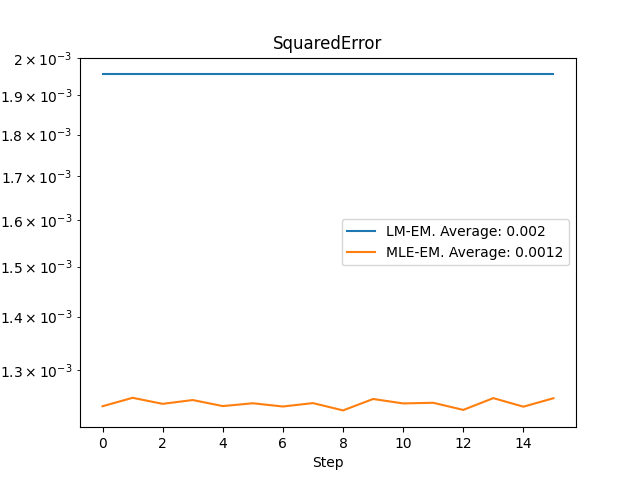 SquaredError
2 × 10⁻³
1.9 × 10⁻³
1.8 × 10⁻³
1.7 × 10⁻³
1.6 × 10⁻³
1.5 × 10⁻³
1.4 × 10⁻³
1.3 × 10⁻³
LM-EM. Average: 0.002
MLE-EM. Average: 0.0012
0 2 4 6 8 10 12 14
Step